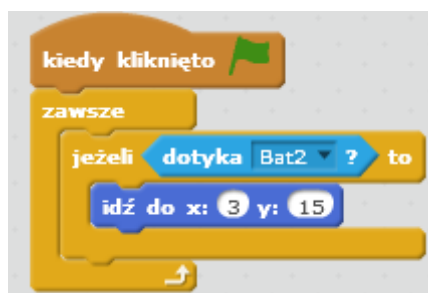 kiedy kliknięto
zawsze
jeżeli dotyka Bat2 ? to
idź do x: 3 y: 15